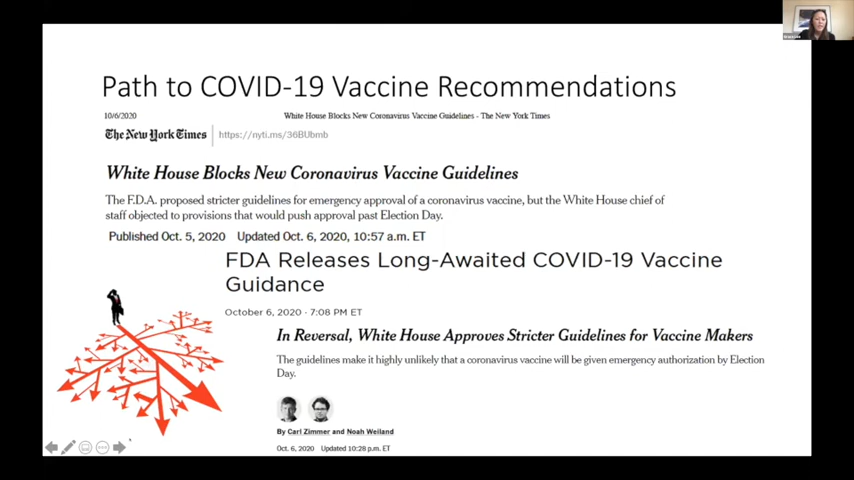 Path to COVID-19 Vaccine Recommendations
10/6/2020 White House Blocks New Coronavirus Vaccine Guidelines - The New York Times
The New York Times https://nyti.ms/36BUbmb
White House Blocks New Coronavirus Vaccine Guidelines
The F.D.A. proposed stricter guidelines for emergency approval of a coronavirus vaccine, but the White House chief of
staff objected to provisions that would push approval past Election Day.
Published Oct. 5, 2020 Updated Oct. 6, 2020, 10:57 a.m. ET
FDA Releases Long-Awaited COVID-19 Vaccine
Guidance
October 6, 2020 · 7:08 PM ET
In Reversal, White House Approves Stricter Guidelines for Vaccine Makers
The guidelines make it highly unlikely that a coronavirus vaccine will be given emergency authorization by Election
Day.
By Carl Zimmer and Noah Weiland
Oct. 6, 2020 Updated 10:28 p.m. ET